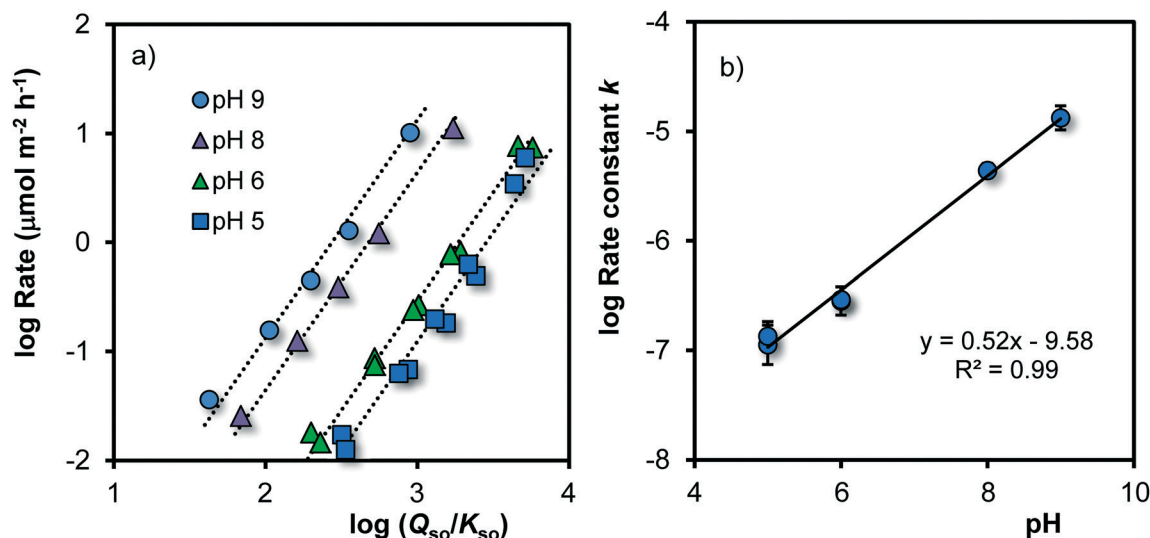 a)
log Rate (µmol m⁻² h⁻¹)
2
1
0
-1
-2
pH 9
pH 8
pH 6
pH 5
1
2
3
4
log (Qso/Kso)
b)
log Rate constant k
-4
-5
-6
-7
-8
y = 0.52x - 9.58
R² = 0.99
4
6
8
10
pH